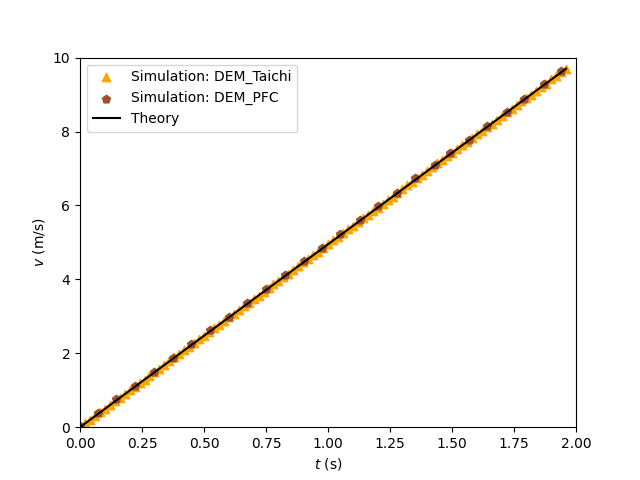 10
8
6
4
2
0
v (m/s)
Simulation: DEM_Taichi
Simulation: DEM_PFC
Theory
0.00 0.25 0.50 0.75 1.00 1.25 1.50 1.75 2.00
t (s)